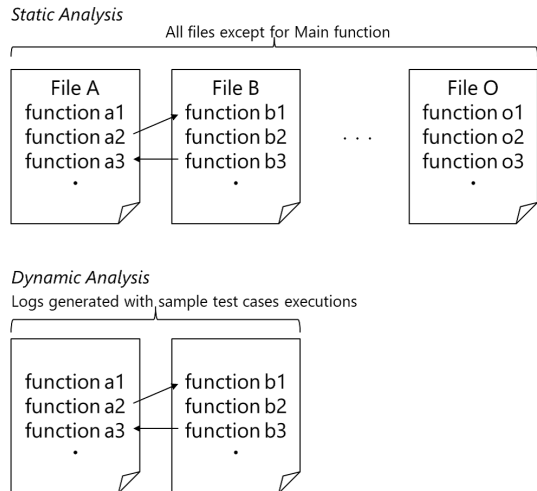 Static Analysis
All files except for Main function
File A
function a1
function a2
function a3
•
File B
function b1
function b2
function b3
•
. . .
File O
function o1
function o2
function o3
•
Dynamic Analysis
Logs generated with sample test cases executions
function a1
function a2
function a3
•
function b1
function b2
function b3
•